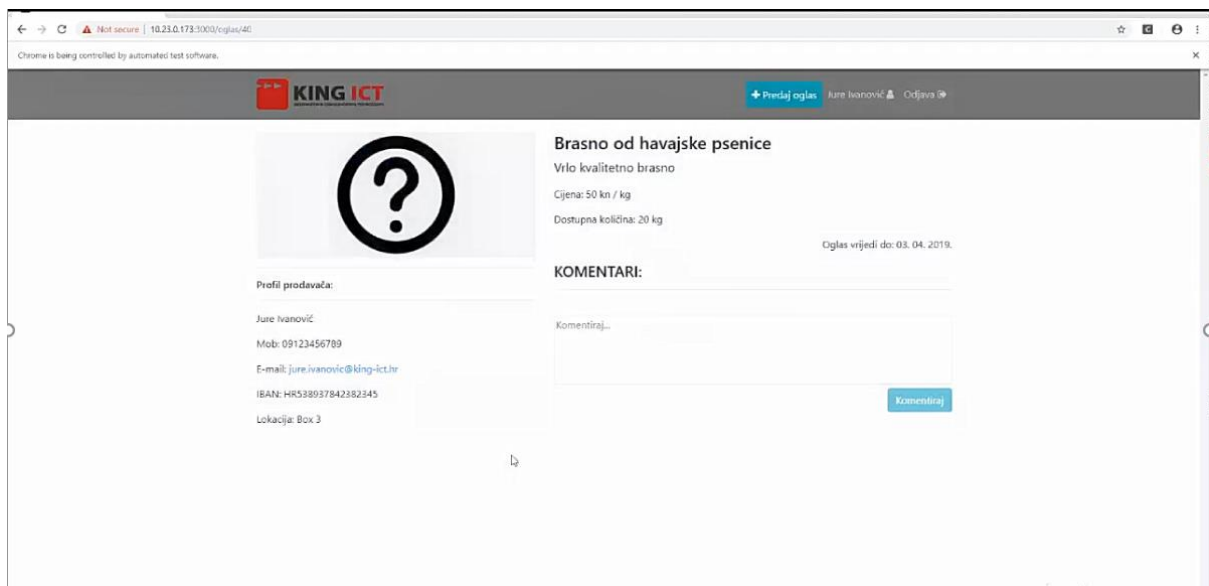 Not secure | 10.23.0.173:3000/oglas/40
Chrome is being controlled by automated test software.
KING ICT
+ Predaj oglas Jure Ivanović Odjava
Brasno od havajske psenice
Vrlo kvalitetno brasno
Cijena: 50 kn / kg
Dostupna količina: 20 kg
Oglas vrijedi do: 03. 04. 2019.
KOMENTARI:
Komentiraj...
Komentiraj
Profil prodavača:
Jure Ivanović
Mob: 09123456789
E-mail: jure.ivanovic@king-ict.hr
IBAN: HR538937842382345
Lokacija: Box 3